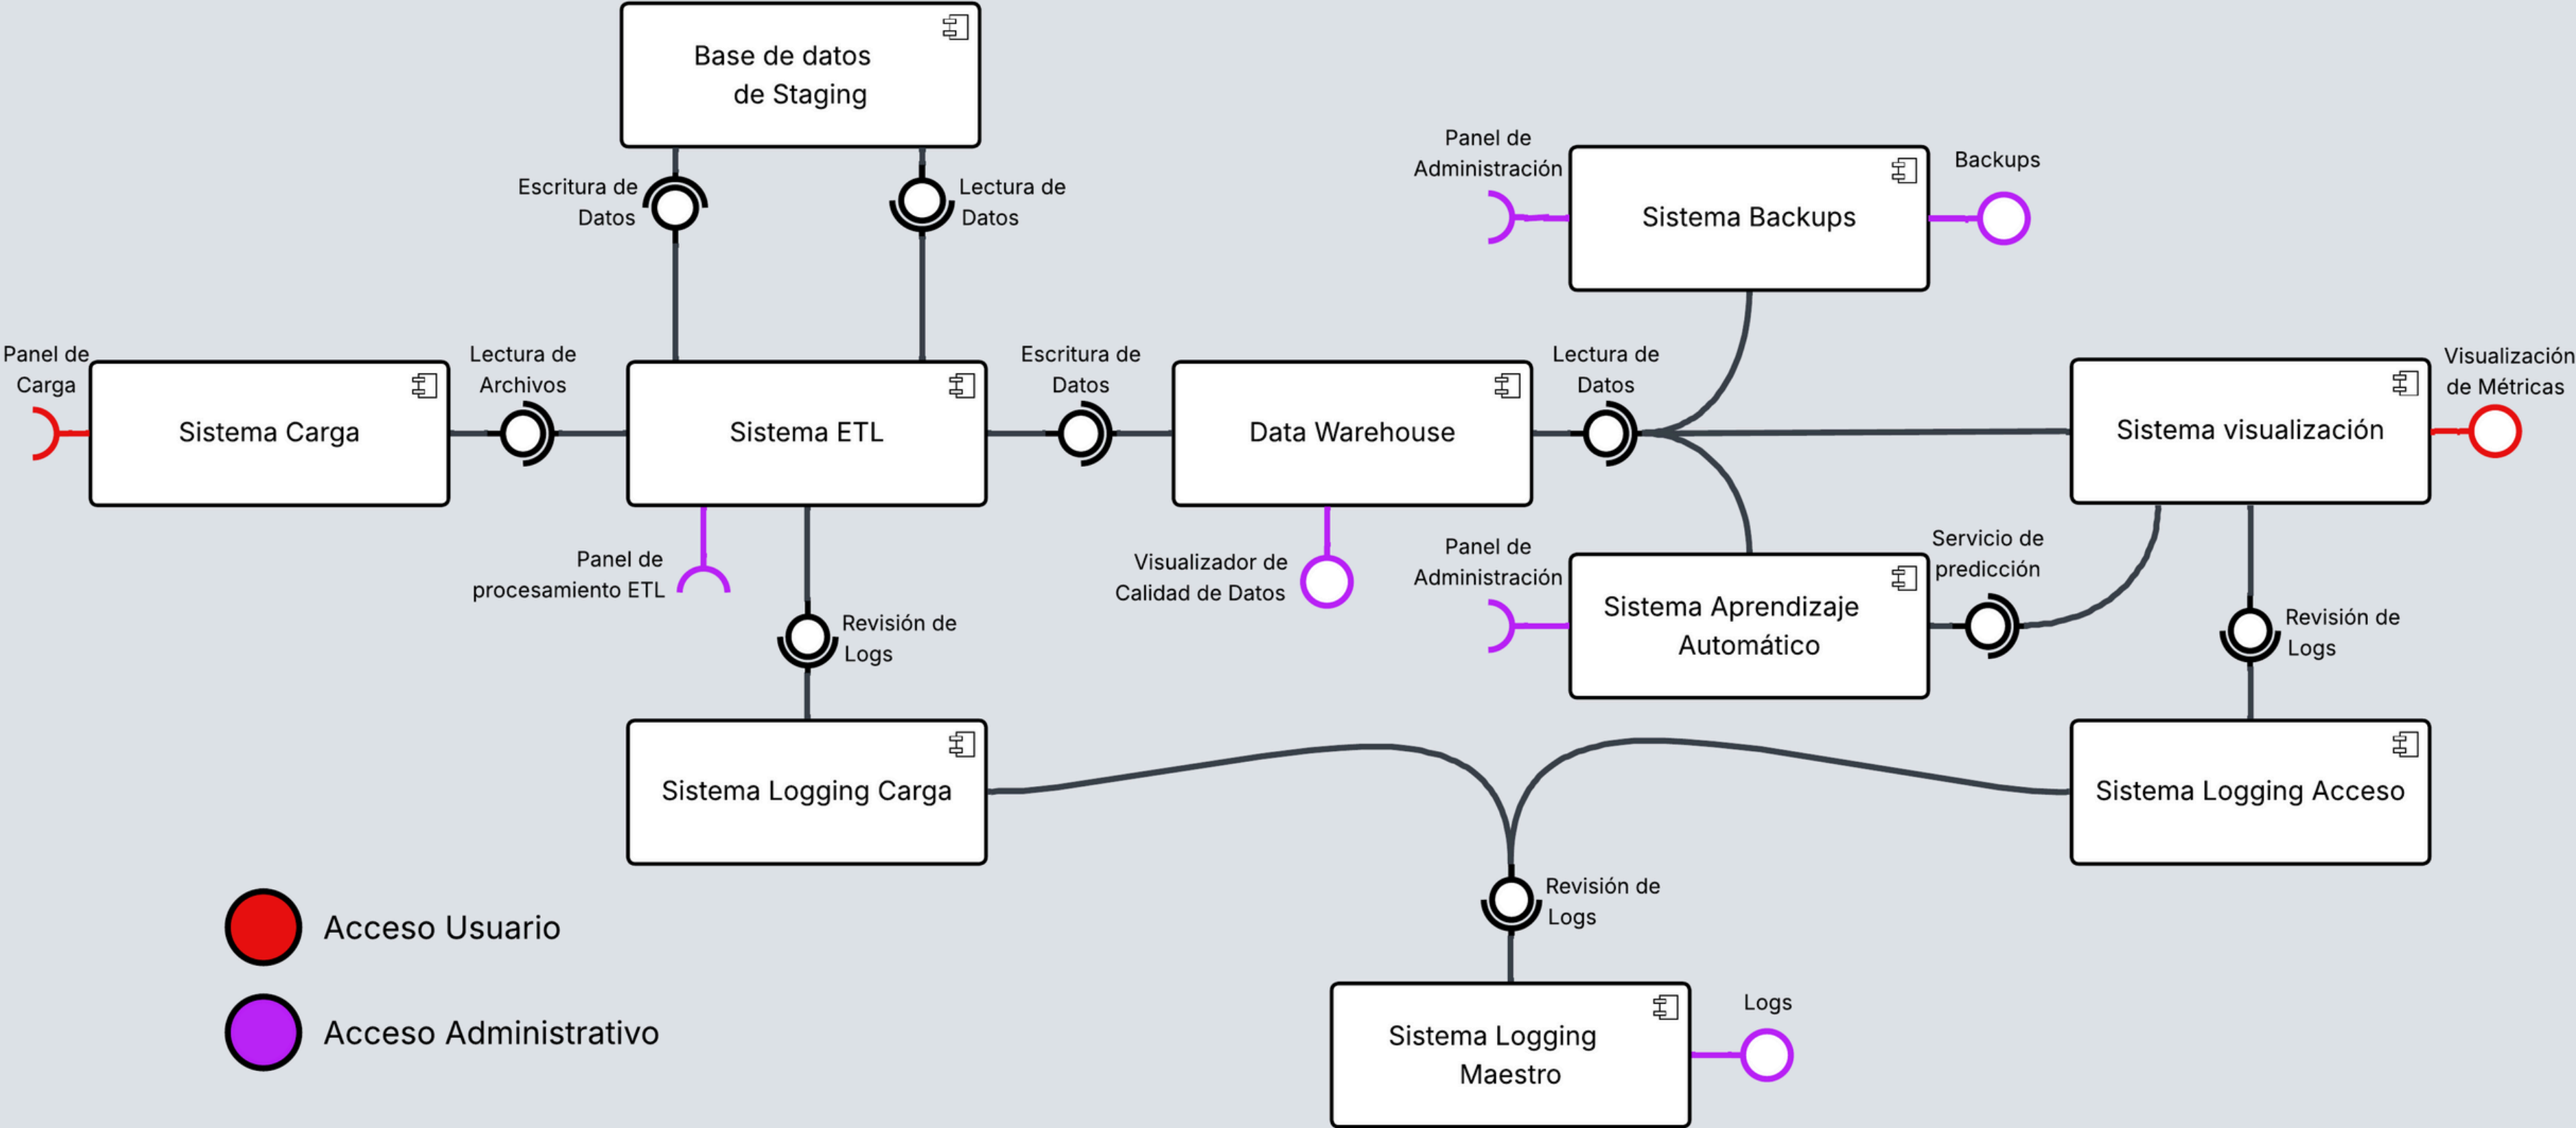 Base de datos
de Staging
Escritura de
Datos
Lectura de
Datos
Panel de
Administración
Sistema Backups
Backups
Panel de
Carga
Sistema Carga
Lectura de
Archivos
Sistema ETL
Escritura de
Datos
Data Warehouse
Lectura de
Datos
Sistema visualización
Visualización
de Métricas
Panel de
procesamiento ETL
Visualizador de
Calidad de Datos
Panel de
Administración
Sistema Aprendizaje
Automático
Servicio de
predicción
Revisión de
Logs
Revisión de
Logs
Sistema Logging Carga
Sistema Logging Acceso
Revisión de
Logs
Acceso Usuario
Acceso Administrativo
Sistema Logging
Maestro
Logs